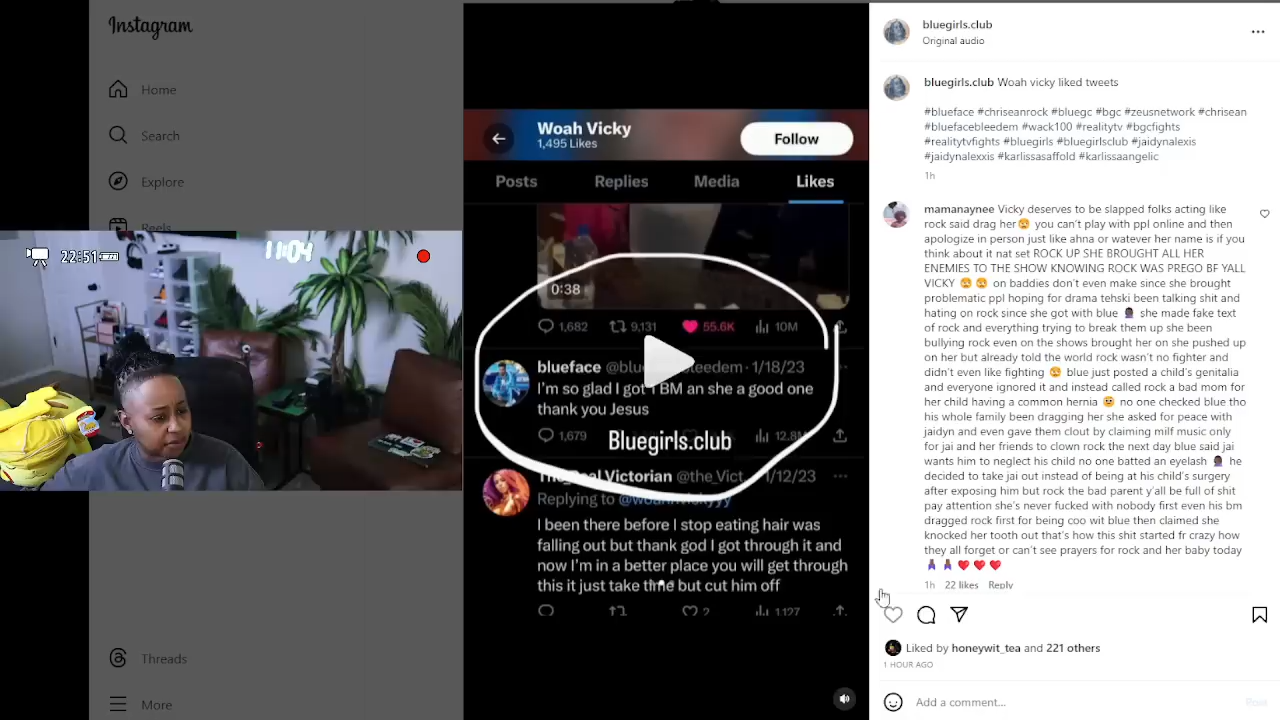 Instagram
Home
Search
Explore
Reels
22:51
11:04
Threads
More
Woah Vicky
1,495 Likes
Follow
Posts
Replies
Media
Likes
0:38
1,682
9,131
55.6K
10M
blueface
1/18/23
I'm so glad I got 1 BM an she a good one
thank you Jesus
1,679
12.8M
Bluegirls.club
Victorian @the_Vict... 1/12/23
Replying to
I been there before I stop eating hair was
falling out but thank god I got through it and
now I'm in a better place you will get through
this it just take time but cut him off
2
1,127
bluegirls.club
Original audio
bluegirls.club Woah vicky liked tweets
#blueface #chriseanrock #bluegc #bgc #zeusnetwork #chrisean
#bluefacebleedem #wack100 #realitytv #bgcfights
#realitytvfights #bluegirls #bluegirlsclub #jaidynalexis
#jaidynalexxis #karlissasaffold #karlissaangelic
1h
mamanaynee Vicky deserves to be slapped folks acting like
rock said drag her😤 you can't play with ppl online and then
apologize in person just like ahna or watever her name is if you
think about it nat set ROCK UP SHE BROUGHT ALL HER
ENEMIES TO THE SHOW KNOWING ROCK WAS PREGO BF YALL
VICKY 😤 😤 on baddies don't even make since she brought
problematic ppl hoping for drama tehski been talking shit and
hating on rock since she got with blue 🤦🏿‍♀️ she made fake text
of rock and everything trying to break them up she been
bullying rock even on the shows brought her on she pushed up
on her but already told the world rock wasn't no fighter and
didn't even like fighting 😤 blue just posted a child's genitalia
and everyone ignored it and instead called rock a bad mom for
her child having a common hernia 🫠 no one checked blue tho
his whole family been dragging her she asked for peace with
jaidyn and even gave them clout by claiming milf music only
for jai and her friends to clown rock the next day blue said jai
wants him to neglect his child no one batted an eyelash 🤦🏿‍♀️ he
decided to take jai out instead of being at his child's surgery
after exposing him but rock the bad parent y'all be full of shit
pay attention she's never fucked with nobody first even his bm
dragged rock first for being coo wit blue then claimed she
knocked her tooth out that's how this shit started fr crazy how
they all forget or can't see prayers for rock and her baby today
1h 22 likes Reply
Liked by honeywit_tea and 221 others
1 HOUR AGO
Add a comment...
Post